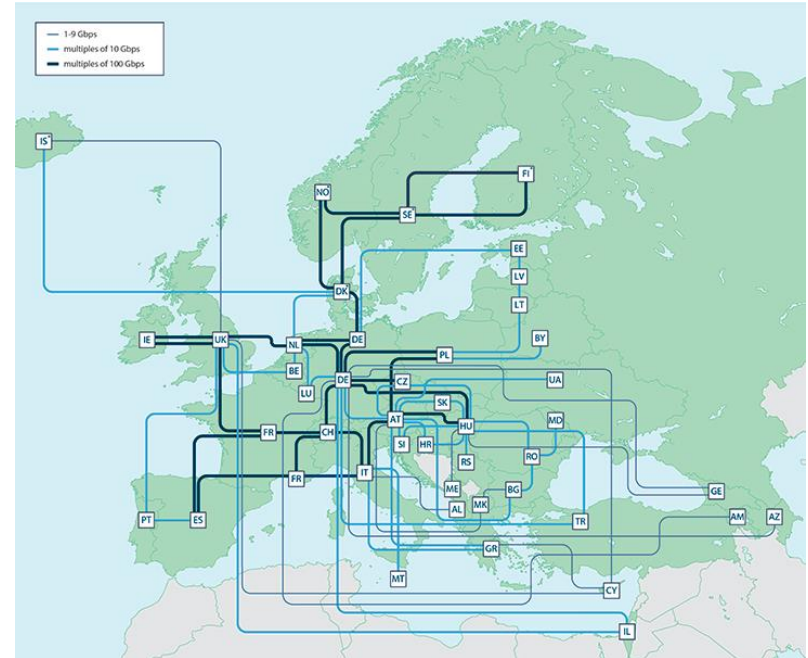 1-9 Gbps
multiples of 10 Gbps
multiples of 100 Gbps
IS
FI
NO
SE
EE
LV
DK
LT
IE
UK
NL
DE
BY
PL
BE
DE
CZ
UA
LU
SK
AT
HU
MD
FR
CH
SI
HR
RO
RS
IT
FR
ME
BG
GE
MK
AL
PT
ES
TR
AM
AZ
GR
MT
CY
IL